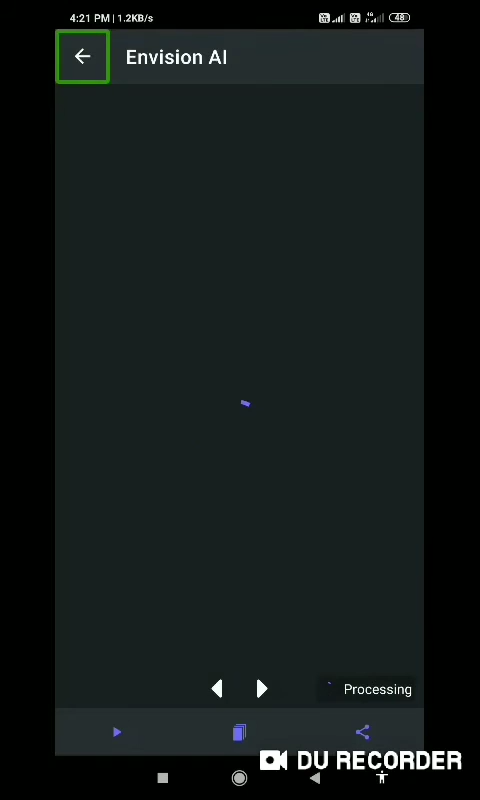 4:21 PM | 1.2KB/s
48
Envision AI
Processing
DU RECORDER